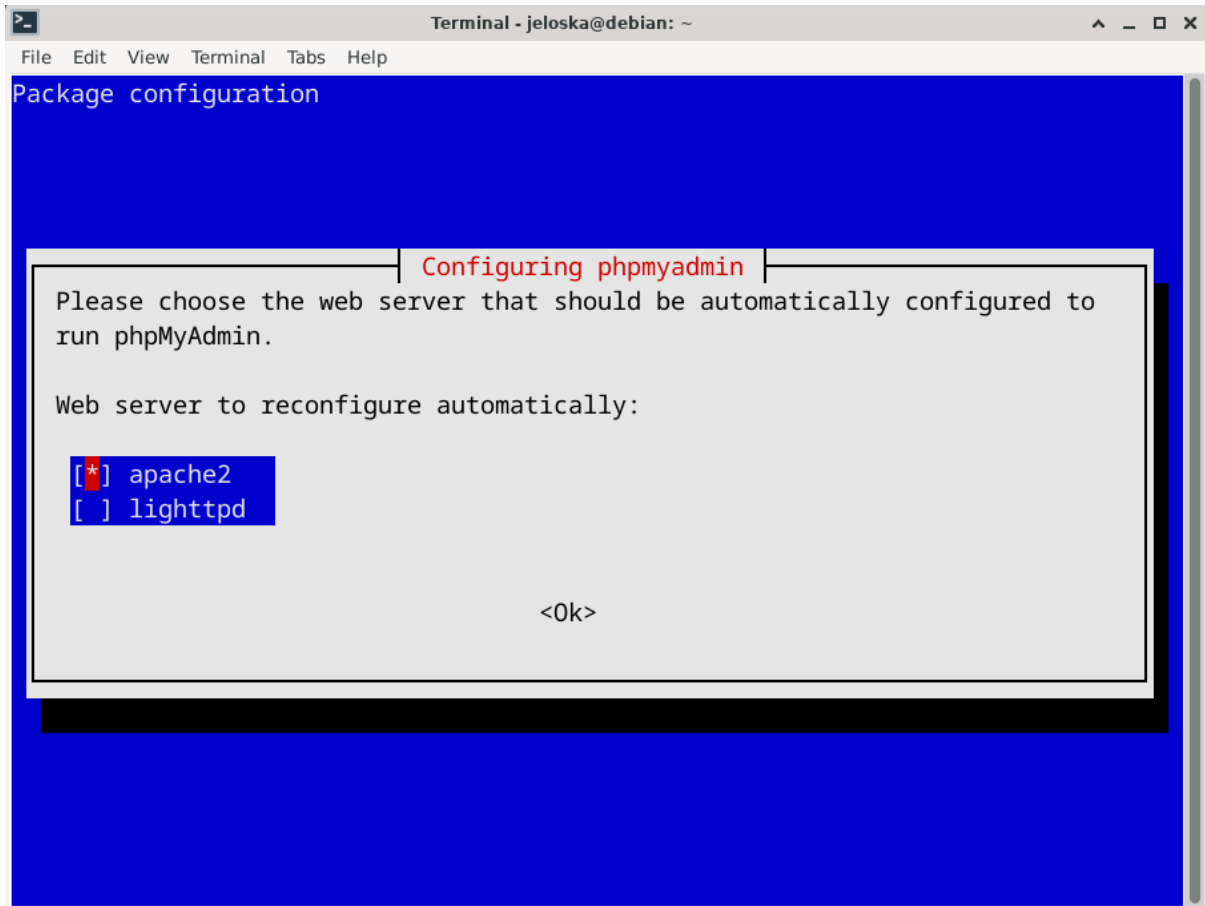 Terminal - jeloska@debian: ~
File Edit View Terminal Tabs Help
Package configuration
Configuring phpmyadmin
Please choose the web server that should be automatically configured to
run phpMyAdmin.
Web server to reconfigure automatically:
[*] apache2
[ ] lighttpd
<Ok>